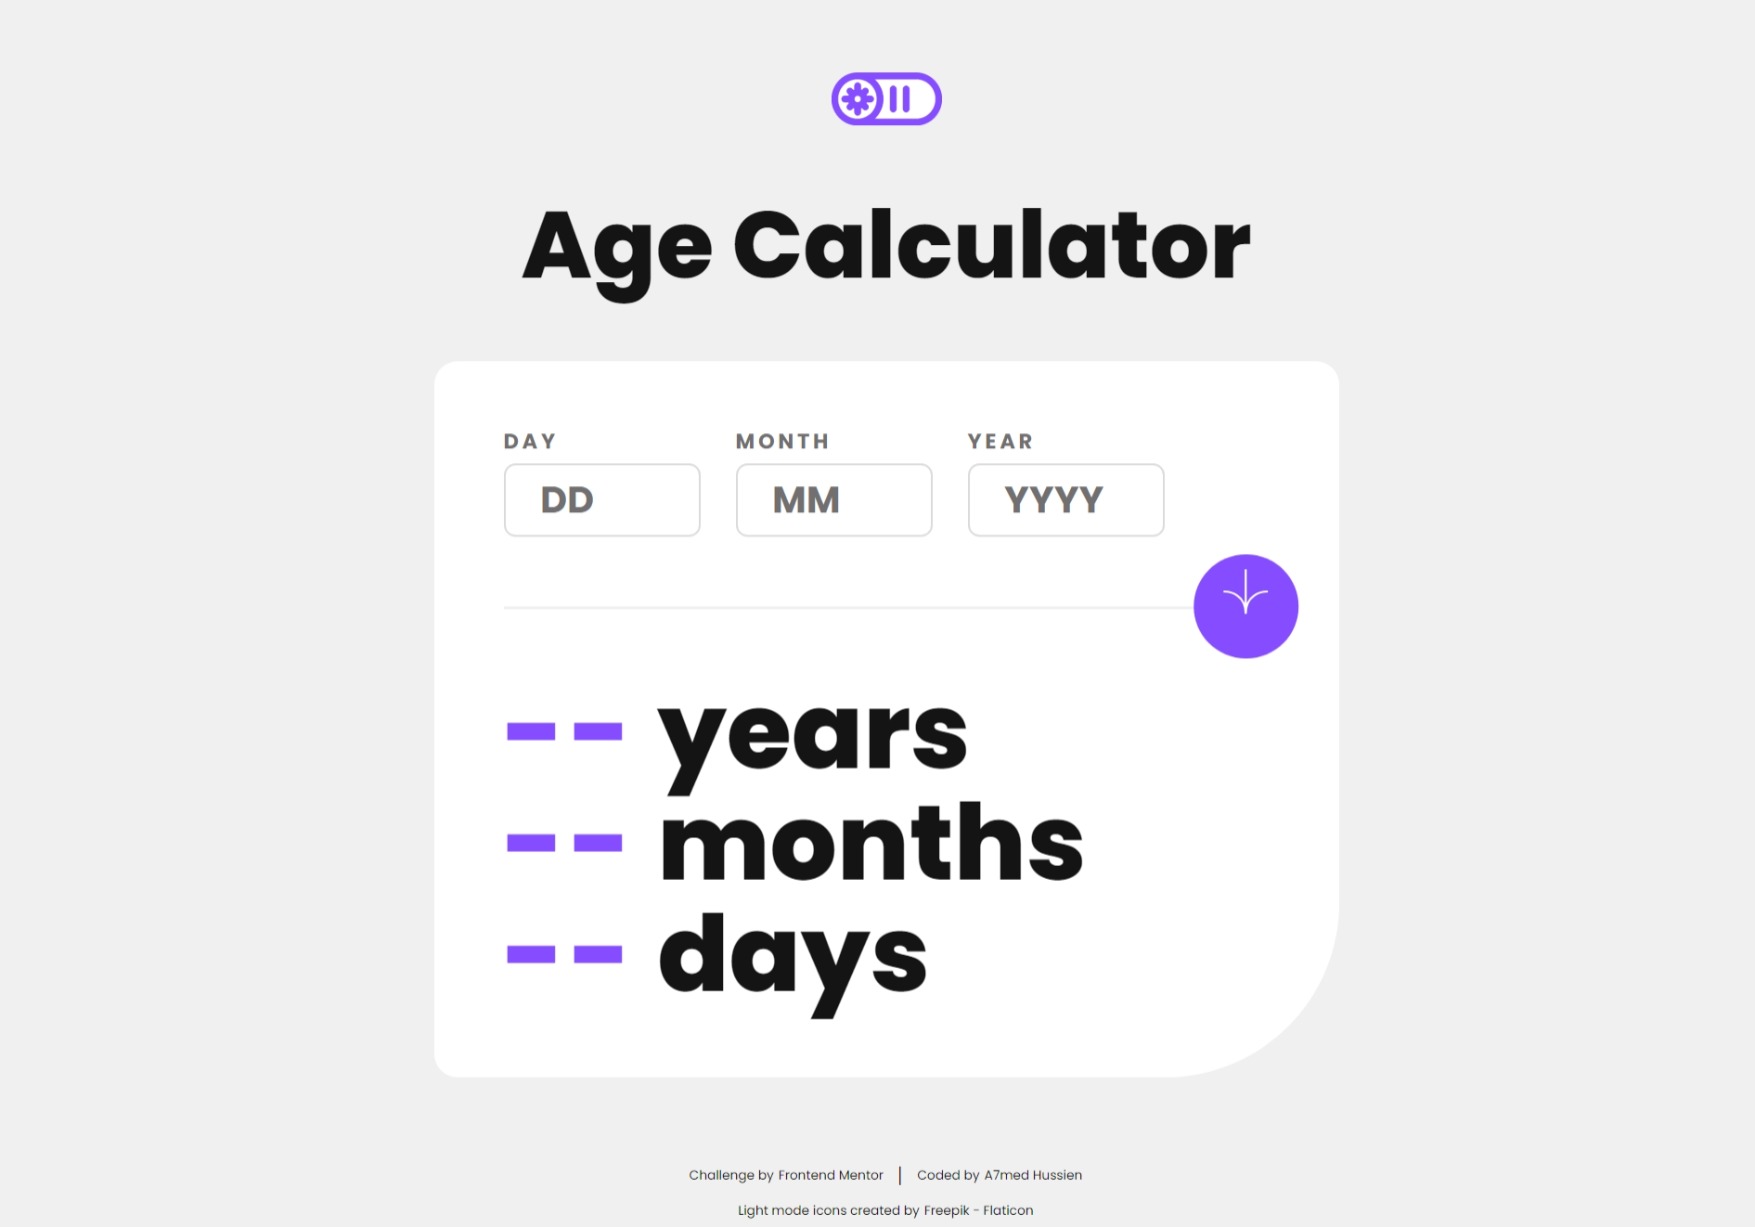 Age Calculator
DAY MONTH YEAR
DD MM YYYY
-- years
-- months
-- days
Challenge by Frontend Mentor | Coded by A7med Hussien
Light mode icons created by Freepik - Flaticon